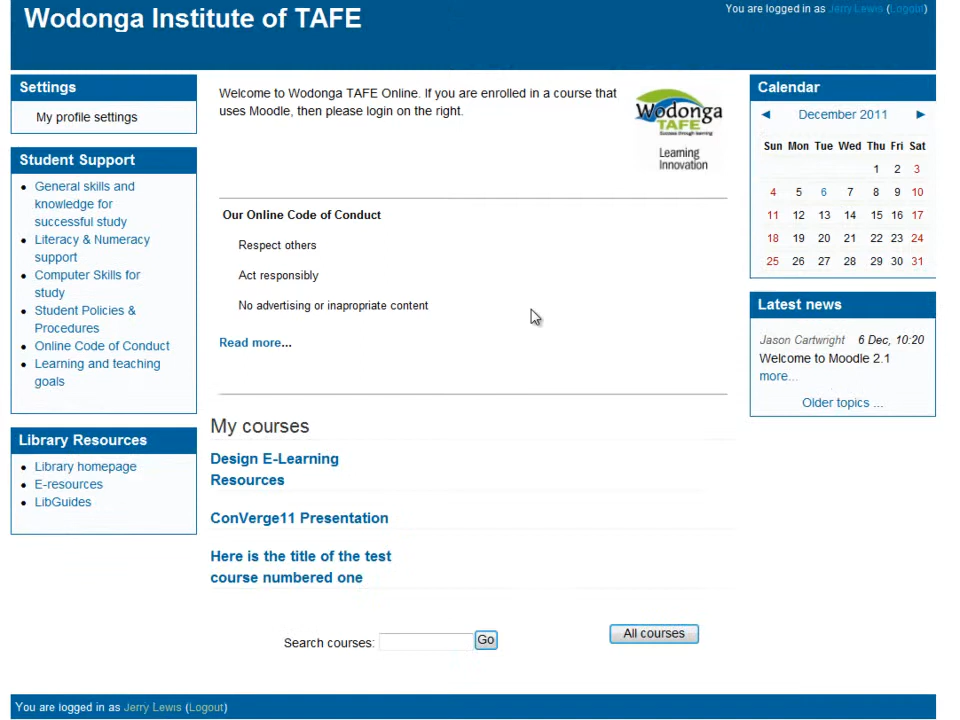 Wodonga Institute of TAFE
You are logged in as Jerry Lewis (Logout)
Settings
My profile settings
Student Support
General skills and
knowledge for
successful study
Literacy & Numeracy
support
Computer Skills for
study
Student Policies &
Procedures
Online Code of Conduct
Learning and teaching
goals
Library Resources
Library homepage
E-resources
LibGuides
Welcome to Wodonga TAFE Online. If you are enrolled in a course that
uses Moodle, then please login on the right.
Wodonga
TAFE
Success through learning
Learning
Innovation
Our Online Code of Conduct
Respect others
Act responsibly
No advertising or inapropriate content
Read more...
My courses
Design E-Learning
Resources
ConVerge11 Presentation
Here is the title of the test
course numbered one
Search courses: Go
All courses
Calendar
◄ December 2011 ►
Sun Mon Tue Wed Thu Fri Sat
1 2 3
4 5 6 7 8 9 10
11 12 13 14 15 16 17
18 19 20 21 22 23 24
25 26 27 28 29 30 31
Latest news
Jason Cartwright 6 Dec, 10:20
Welcome to Moodle 2.1
more...
Older topics ...
You are logged in as Jerry Lewis (Logout)